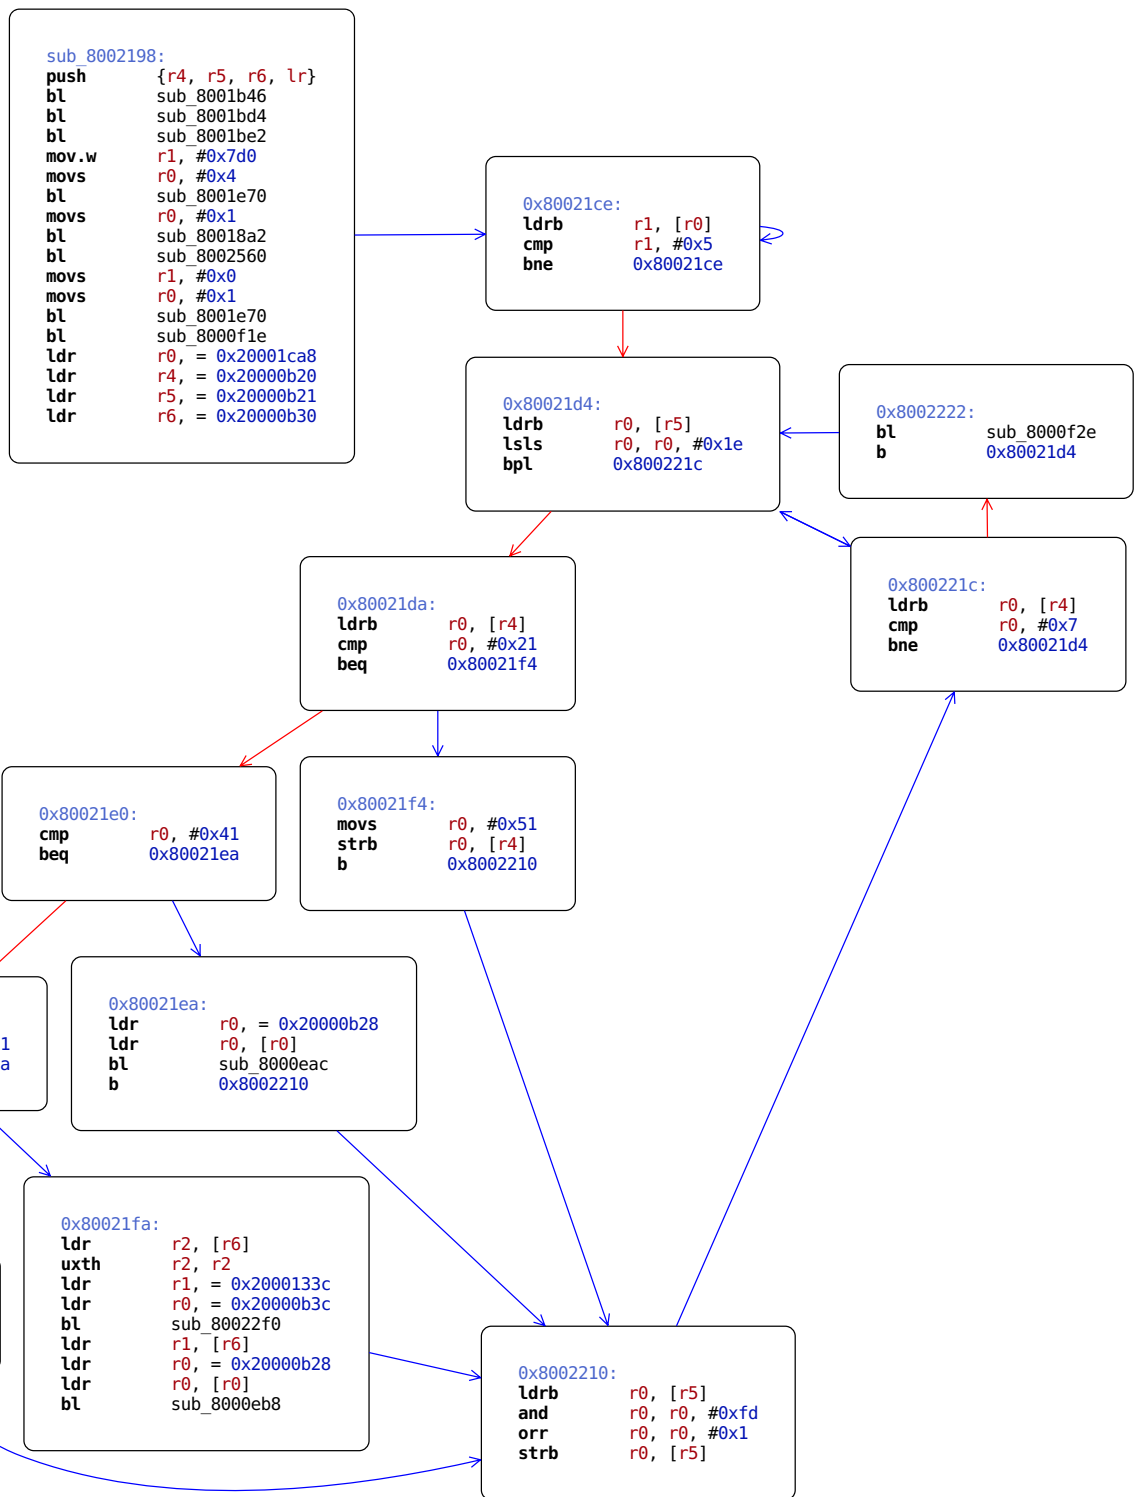 sub_8002198:
push {r4, r5, r6, lr}
bl sub_8001b46
bl sub_8001bd4
bl sub_8001be2
mov.w r1, #0x7d0
movs r0, #0x4
bl sub_8001e70
movs r0, #0x1
bl sub_80018a2
bl sub_8002560
movs r1, #0x0
movs r0, #0x1
bl sub_8001e70
bl sub_8000f1e
ldr r0, = 0x20001ca8
ldr r4, = 0x20000b20
ldr r5, = 0x20000b21
ldr r6, = 0x20000b30
0x80021ce:
ldrb r1, [r0]
cmp r1, #0x5
bne 0x80021ce
0x80021d4:
ldrb r0, [r5]
lsls r0, r0, #0x1e
bpl 0x800221c
0x8002222:
bl sub_8000f2e
b 0x80021d4
0x800221c:
ldrb r0, [r4]
cmp r0, #0x7
bne 0x80021d4
0x80021da:
ldrb r0, [r4]
cmp r0, #0x21
beq 0x80021f4
0x80021e0:
cmp r0, #0x41
beq 0x80021ea
0x80021f4:
movs r0, #0x51
strb r0, [r4]
b 0x8002210
1
a
0x80021ea:
ldr r0, = 0x20000b28
ldr r0, [r0]
bl sub_8000eac
b 0x8002210
0x80021fa:
ldr r2, [r6]
uxth r2, r2
ldr r1, = 0x2000133c
ldr r0, = 0x20000b3c
bl sub_80022f0
ldr r1, [r6]
ldr r0, = 0x20000b28
ldr r0, [r0]
bl sub_8000eb8
0x8002210:
ldrb r0, [r5]
and r0, r0, #0xfd
orr r0, r0, #0x1
strb r0, [r5]